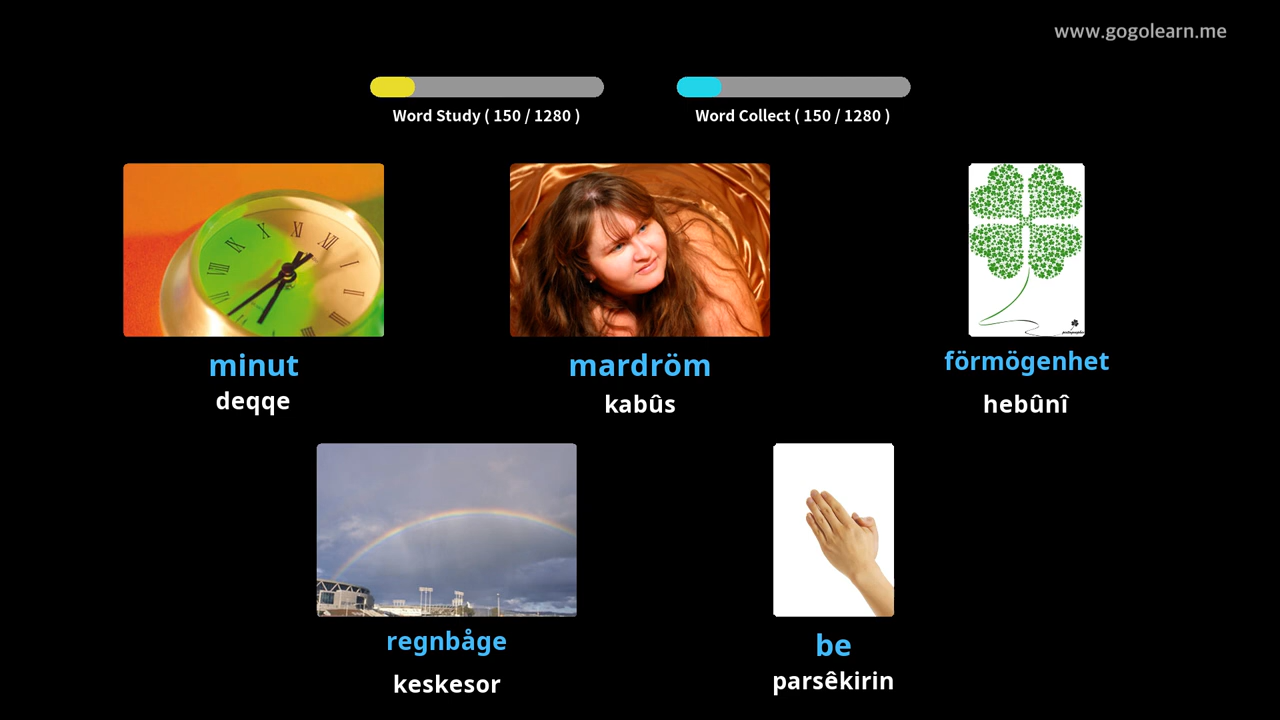 www.gogolearn.me
Word Study ( 150 / 1280 )
Word Collect ( 150 / 1280 )
minut
deqqe
mardröm
kabûs
förmögenhet
hebûnî
regnbåge
keskesor
be
parsêkirin